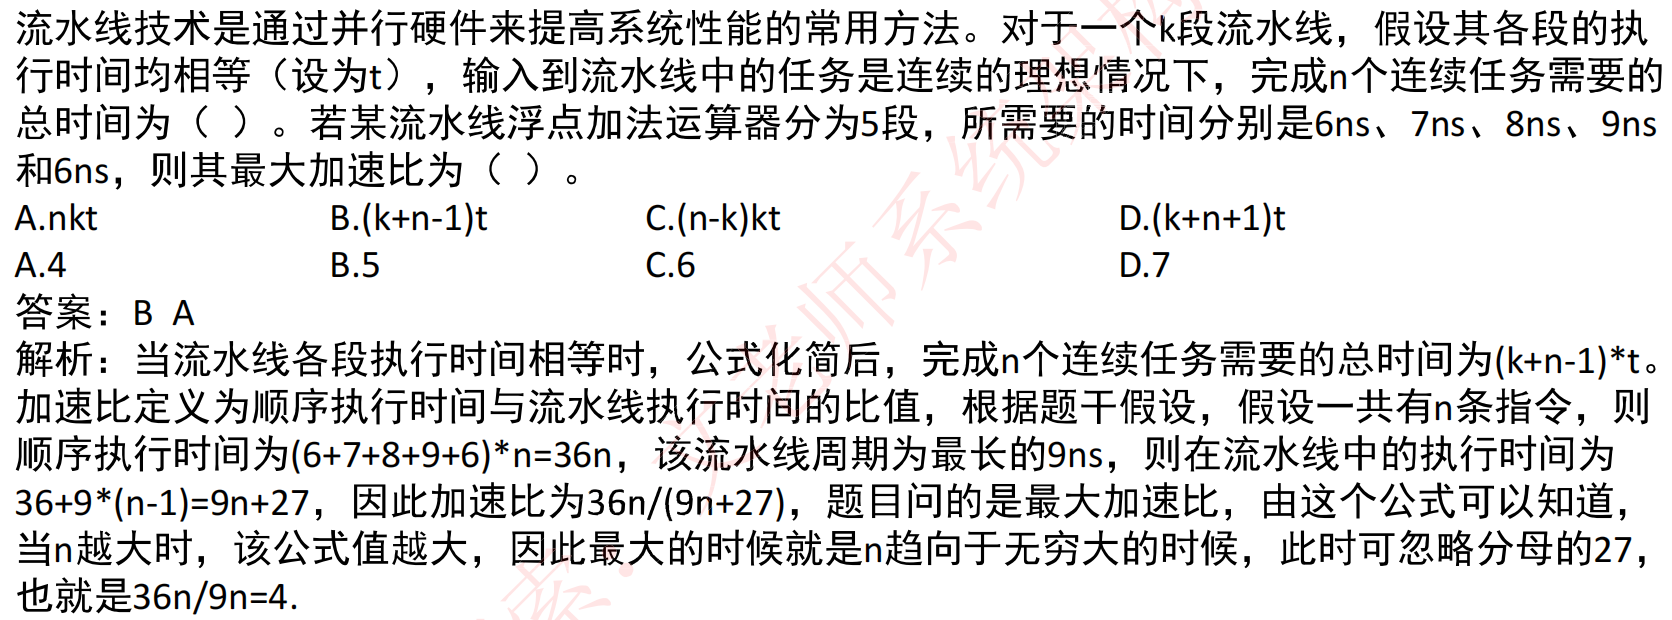 流水线技术是通过并行硬件来提高系统性能的常用方法。对于一个k段流水线，假设其各段的执
行时间均相等（设为t），输入到流水线中的任务是连续的理想情况下，完成n个连续任务需要的
总时间为（ ）。若某流水线浮点加法运算器分为5段，所需要的时间分别是6ns、7ns、8ns、9ns
和6ns，则其最大加速比为（ ）。
A.nkt B.(k+n-1)t C.(n-k)kt D.(k+n+1)t
A.4 B.5 C.6 D.7
答案：B A
解析：当流水线各段执行时间相等时，公式化简后，完成n个连续任务需要的总时间为(k+n-1)*t。
加速比定义为顺序执行时间与流水线执行时间的比值，根据题干假设，假设一共有n条指令，则
顺序执行时间为(6+7+8+9+6)*n=36n，该流水线周期为最长的9ns，则在流水线中的执行时间为
36+9*(n-1)=9n+27，因此加速比为36n/(9n+27)，题目问的是最大加速比，由这个公式可以知道，
当n越大时，该公式值越大，因此最大的时候就是n趋向于无穷大的时候，此时可忽略分母的27，
也就是36n/9n=4.
索：文老师系统架构